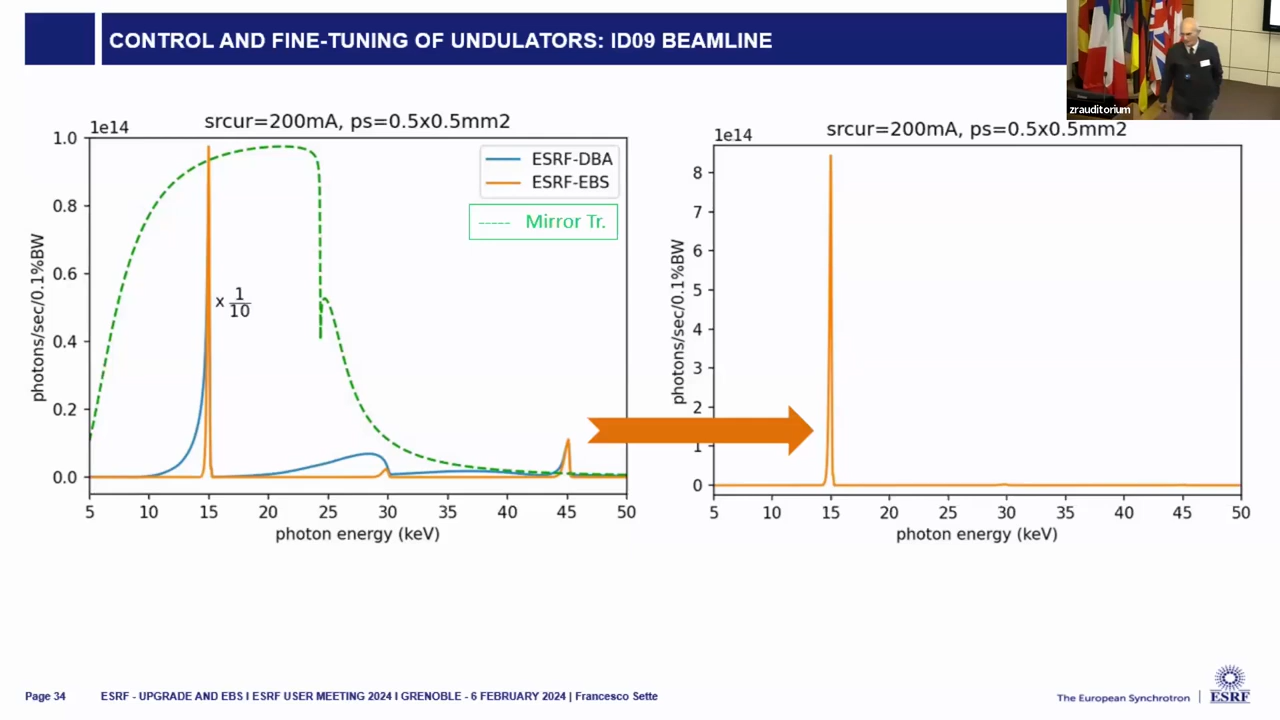 CONTROL AND FINE-TUNING OF UNDULATORS: ID09 BEAMLINE
zrauditorium
1e14
srcur=200mA, ps=0.5x0.5mm2
ESRF-DBA
ESRF-EBS
Mirror Tr.
x 1/10
photons/sec/0.1%BW
1.0
0.8
0.6
0.4
0.2
0.0
5 10 15 20 25 30 35 40 45 50
photon energy (keV)
1e14
srcur=200mA, ps=0.5x0.5mm2
photons/sec/0.1%BW
8
7
6
5
4
3
2
1
0
5 10 15 20 25 30 35 40 45 50
photon energy (keV)
Page 34 ESRF - UPGRADE AND EBS I ESRF USER MEETING 2024 I GRENOBLE - 6 FEBRUARY 2024 | Francesco Sette
The European Synchrotron | ESRF